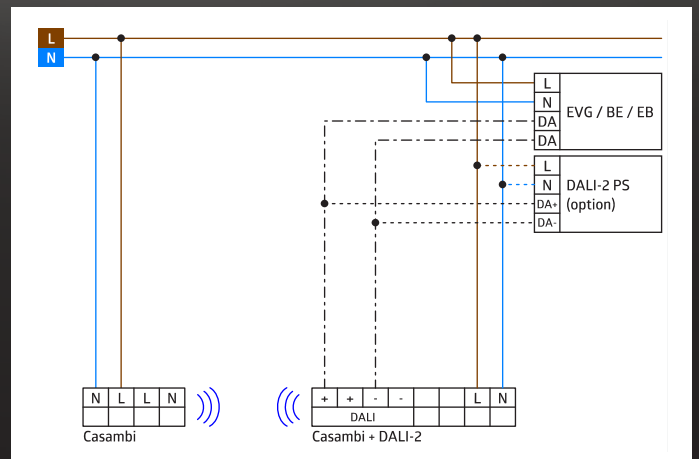 L
N
L
N
DA
DA
EVG / BE / EB
L
N
DA+
DA-
DALI-2 PS
(option)
N L L N
Casambi
+ + - - L N
DALI
Casambi + DALI-2